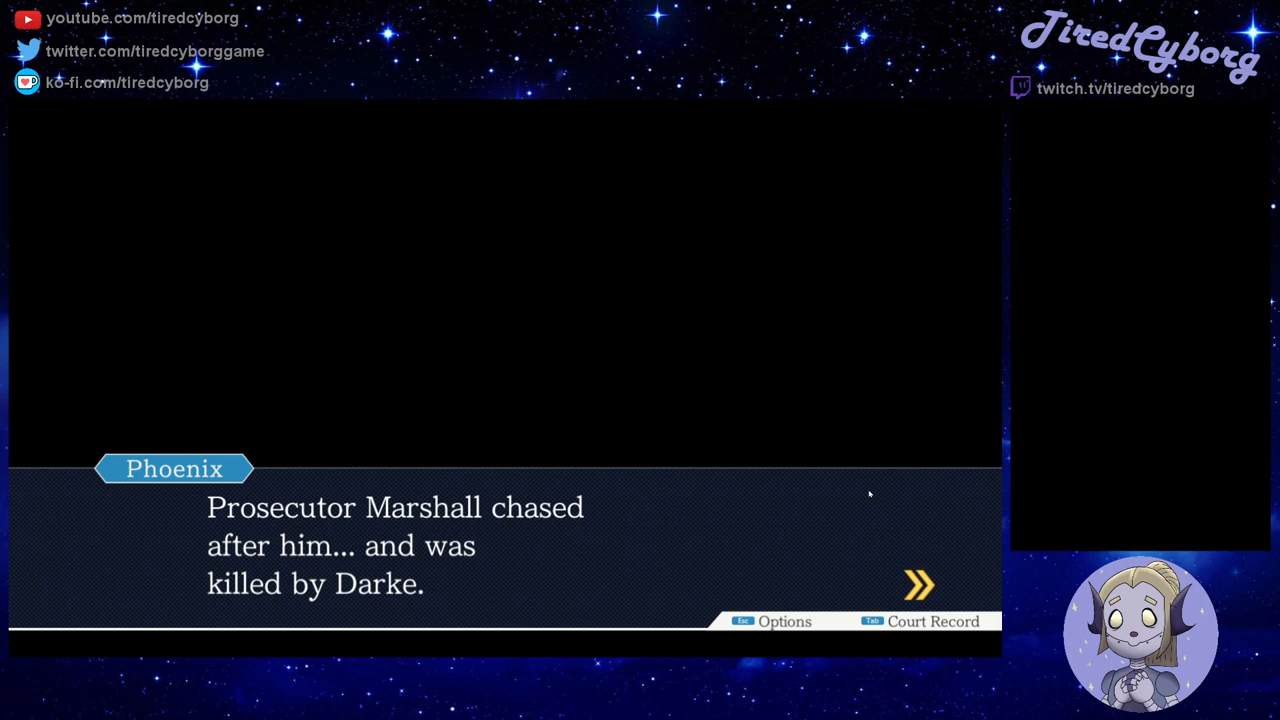 youtube.com/tiredcyborg
twitter.com/tiredcyborggame
ko-fi.com/tiredcyborg
TiredCyborg
twitch.tv/tiredcyborg
Phoenix
Prosecutor Marshall chased
after him... and was
killed by Darke.
Esc Options
Tab Court Record